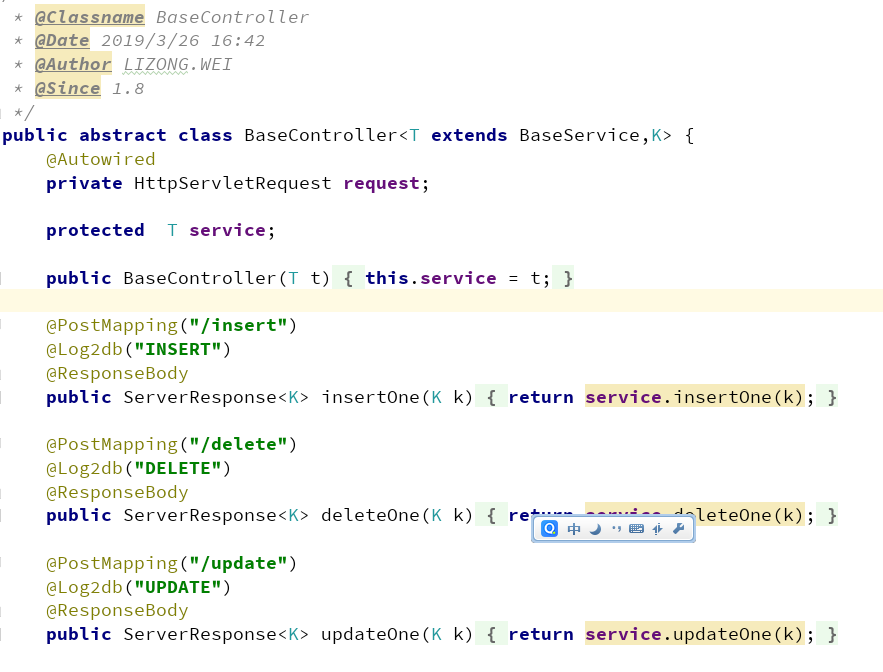 * @Classname BaseController
* @Date 2019/3/26 16:42
* @Author LIZONG.WEI
* @Since 1.8
*/
public abstract class BaseController<T extends BaseService,K> {
@Autowired
private HttpServletRequest request;
protected  T service;
public BaseController(T t) { this.service = t; }
@PostMapping("/insert")
@Log2db("INSERT")
@ResponseBody
public ServerResponse<K> insertOne(K k) { return service.insertOne(k); }
@PostMapping("/delete")
@Log2db("DELETE")
@ResponseBody
public ServerResponse<K> deleteOne(K k) { return service.deleteOne(k); }
中
@PostMapping("/update")
@Log2db("UPDATE")
@ResponseBody
public ServerResponse<K> updateOne(K k) { return service.updateOne(k); }